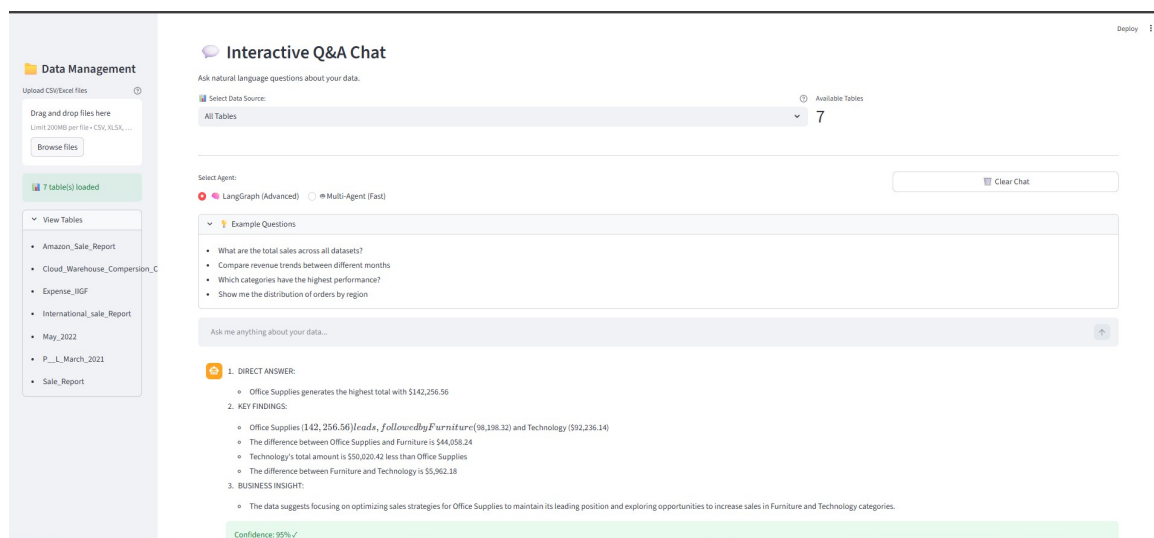 Deploy
Data Management
Upload CSV/Excel files
Drag and drop files here
Limit 200MB per file • CSV, XLSX, ...
Browse files
7 table(s) loaded
View Tables
Amazon_Sale_Report
Cloud_Warehouse_Compersion_C
Expense_IIGF
International_sale_Report
May_2022
P__L_March_2021
Sale_Report
Interactive Q&A Chat
Ask natural language questions about your data.
Select Data Source:
Available Tables
All Tables
7
Select Agent:
LangGraph (Advanced) Multi-Agent (Fast)
Clear Chat
Example Questions
• What are the total sales across all datasets?
• Compare revenue trends between different months
• Which categories have the highest performance?
• Show me the distribution of orders by region
Ask me anything about your data...
1. DIRECT ANSWER:
Office Supplies generates the highest total with $142,256.56
2. KEY FINDINGS:
Office Supplies (142,256.56)leads,followedbyFurniture(98,198.32) and Technology ($92,236.14)
The difference between Office Supplies and Furniture is $44,058.24
Technology's total amount is $50,020.42 less than Office Supplies
The difference between Furniture and Technology is $5,962.18
3. BUSINESS INSIGHT:
The data suggests focusing on optimizing sales strategies for Office Supplies to maintain its leading position and exploring opportunities to increase sales in Furniture and Technology categories.
Confidence: 95% ✓